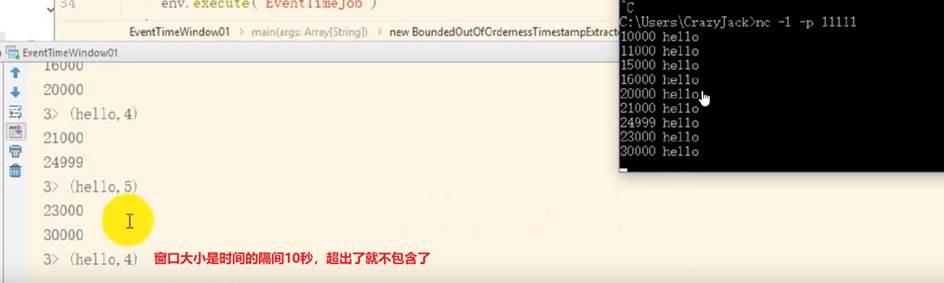 34
env.execute("EventTimeJob")
EventTimeWindow01 > main(args: Array[String]) > new BoundedOutOfOrdernessTimestampExtracto
EventTimeWindow01
16000
20000
3> (hello,4)
21000
24999
3> (hello,5)
23000
30000
3> (hello,4) 窗口大小是时间的隔间10秒，超出了就不包含了
^C
C:\Users\CrazyJack>nc -l -p 11111
10000 hello
11000 hello
15000 hello
16000 hello
20000 hello
21000 hello
24999 hello
23000 hello
30000 hello